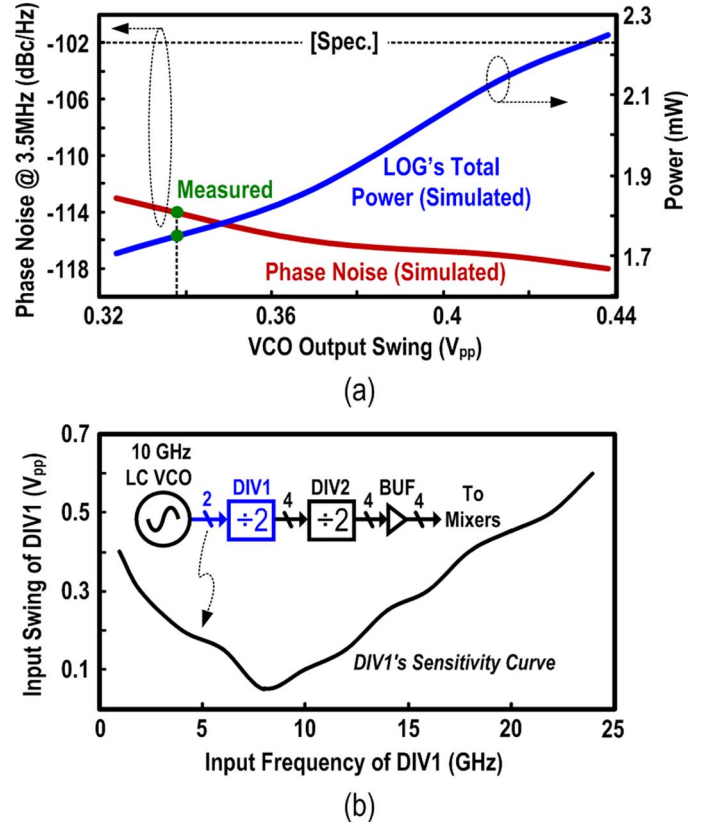 (a)
Phase Noise @ 3.5MHz (dBc/Hz)
-102
-106
-110
-114
-118
[Spec.]
2.3
2.1
1.9
1.7
Power (mW)
Measured
LOG's Total
Power (Simulated)
Phase Noise (Simulated)
0.32
0.36
0.4
0.44
VCO Output Swing (Vpp)
(a)
Input Swing of DIV1 (Vpp)
0.7
0.5
0.3
0.1
10 GHz
LC VCO
2
DIV1
÷2
4
DIV2
÷2
4
BUF
4
To
Mixers
DIV1's Sensitivity Curve
0
5
10
15
20
25
Input Frequency of DIV1 (GHz)
(b)